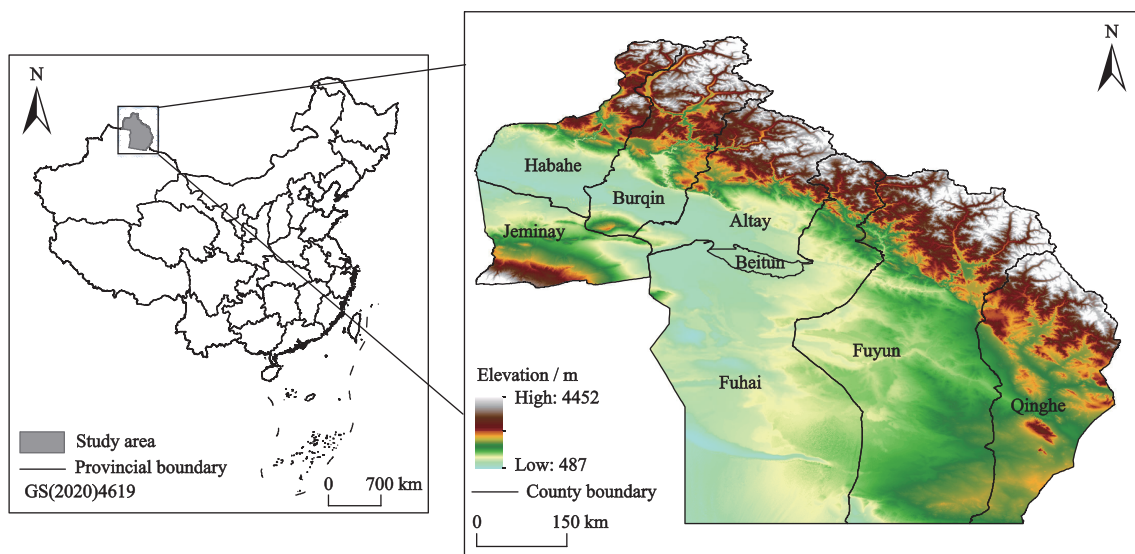 N
Study area
Provincial boundary
GS(2020)4619
0 700 km
N
Habahe
Burqin
Altay
Jeminay
Beitun
Fuyun
Fuhai
Qinghe
Elevation / m
High: 4452
Low: 487
County boundary
0 150 km